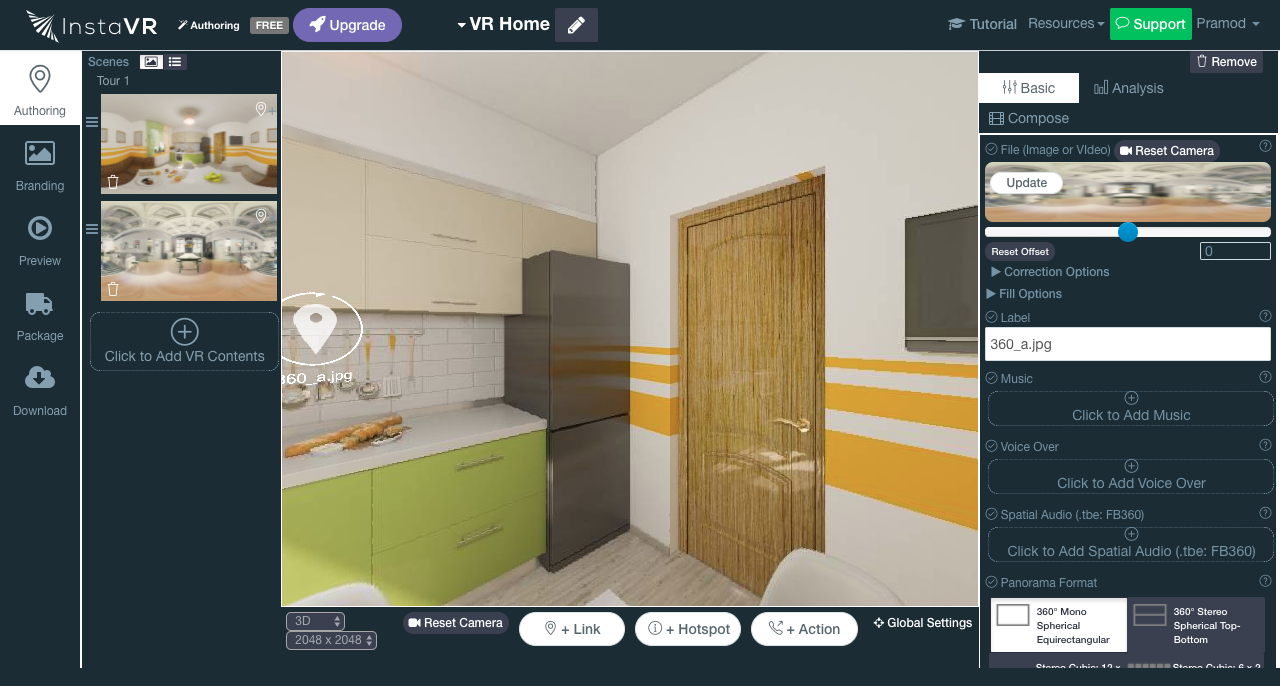 InstaVR
Authoring
FREE
Upgrade
VR Home
Tutorial
Resources
Support
Pramod
Authoring
Branding
Preview
Package
Download
Scenes
Tour 1
Click to Add VR Contents
360_a.jpg
3D
2048 x 2048
Reset Camera
+ Link
+ Hotspot
+ Action
Global Settings
Remove
Basic
Analysis
Compose
File (Image or VIdeo)
Reset Camera
Update
Reset Offset
0
Correction Options
Fill Options
Label
360_a.jpg
Music
Click to Add Music
Voice Over
Click to Add Voice Over
Spatial Audio (.tbe: FB360)
Click to Add Spatial Audio (.tbe: FB360)
Panorama Format
360° Mono
Spherical
Equirectangular
360° Stereo
Spherical Top-
Bottom
Stereo Cubic: 12 x
Stereo Cubic: 6 x 2